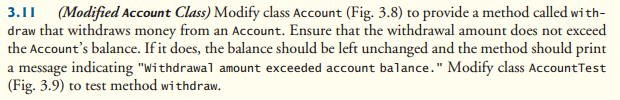 3.11 (Modified Account Class) Modify class Account (Fig. 3.8) to provide a method called with-
draw that withdraws money from an Account. Ensure that the withdrawal amount does not exceed
the Account's balance. If it does, the balance should be left unchanged and the method should print
a message indicating "Withdrawal amount exceeded account balance." Modify class AccountTest
(Fig. 3.9) to test method withdraw.